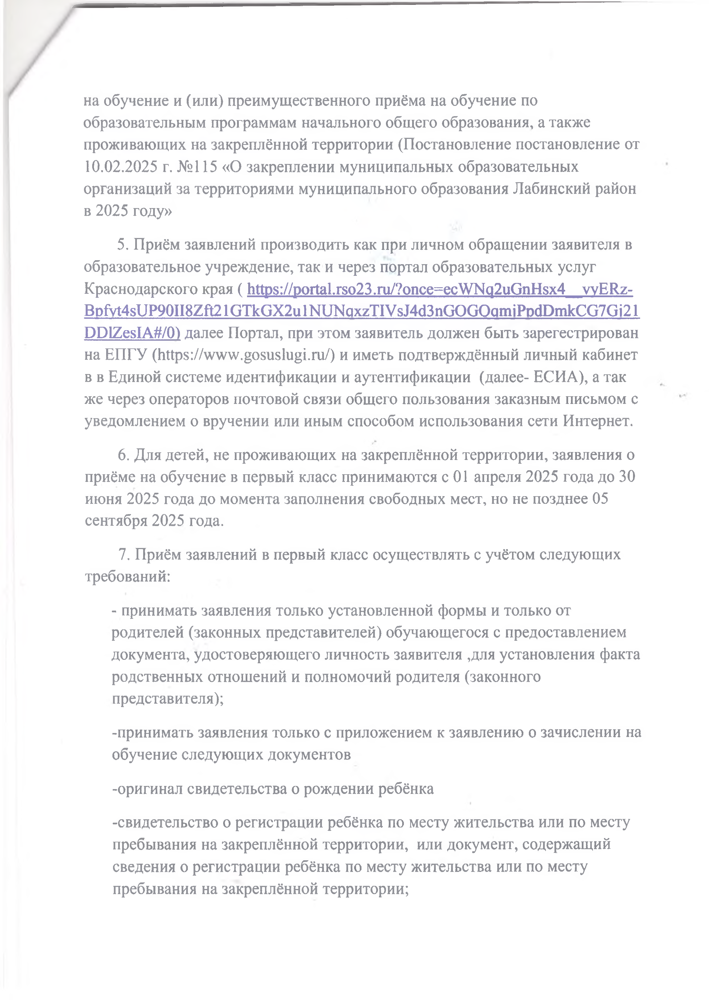 на обучение и (или) преимущественного приёма на обучение по
образовательным программам начального общего образования, а также
проживающих на закреплённой территории (Постановление постановление от
10.02.2025 г. №115 «О закреплении муниципальных образовательных
организаций за территориями муниципального образования Лабинский район
в 2025 году»
5. Приём заявлений производить как при личном обращении заявителя в
образовательное учреждение, так и через портал образовательных услуг
Краснодарского края ( https://portal.rso23.ru/?once=ecWNq2uGnHsx4__vyERz-
Bpfvt4sUP90II8Zft21GTkGX2u1NUNqxzTIVsJ4d3nGOGOqmjPpdDmkCG7Gj21
DDlZesIA#/0) далее Портал, при этом заявитель должен быть зарегестрирован
на ЕПГУ (https://www.gosuslugi.ru/) и иметь подтверждённый личный кабинет
в в Единой системе идентификации и аутентификации (далее- ЕСИА), а так
же через операторов почтовой связи общего пользования заказным письмом с
уведомлением о вручении или иным способом использования сети Интернет.
6. Для детей, не проживающих на закреплённой территории, заявления о
приёме на обучение в первый класс принимаются с 01 апреля 2025 года до 30
июня 2025 года до момента заполнения свободных мест, но не позднее 05
сентября 2025 года.
7. Приём заявлений в первый класс осуществлять с учётом следующих
требований:
- принимать заявления только установленной формы и только от
родителей (законных представителей) обучающегося с предоставлением
документа, удостоверяющего личность заявителя ,для установления факта
родственных отношений и полномочий родителя (законного
представителя);
-принимать заявления только с приложением к заявлению о зачислении на
обучение следующих документов
-оригинал свидетельства о рождении ребёнка
-свидетельство о регистрации ребёнка по месту жительства или по месту
пребывания на закреплённой территории, или документ, содержащий
сведения о регистрации ребёнка по месту жительства или по месту
пребывания на закреплённой территории;